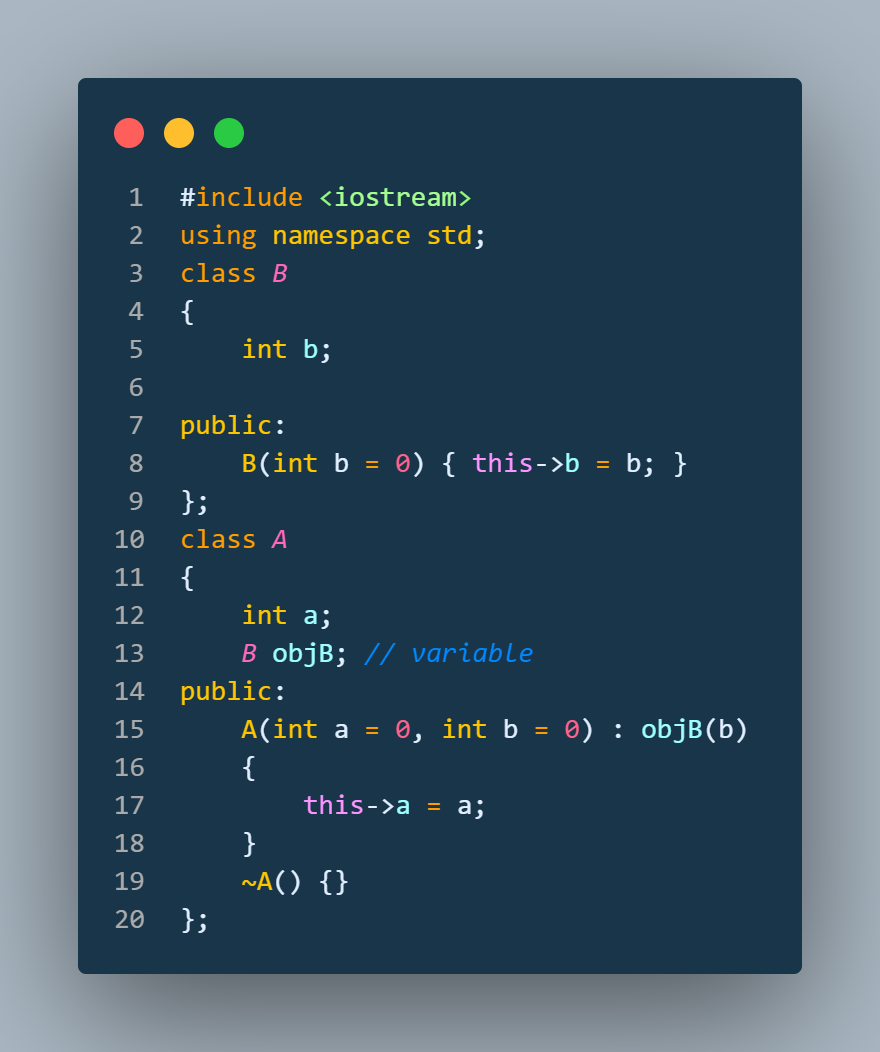 1 #include <iostream>
2 using namespace std;
3 class B
4 {
5     int b;
6
7 public:
8     B(int b = 0) { this->b = b; }
9 };
10 class A
11 {
12     int a;
13     B objB; // variable
14 public:
15     A(int a = 0, int b = 0) : objB(b)
16     {
17         this->a = a;
18     }
19     ~A() {}
20 };